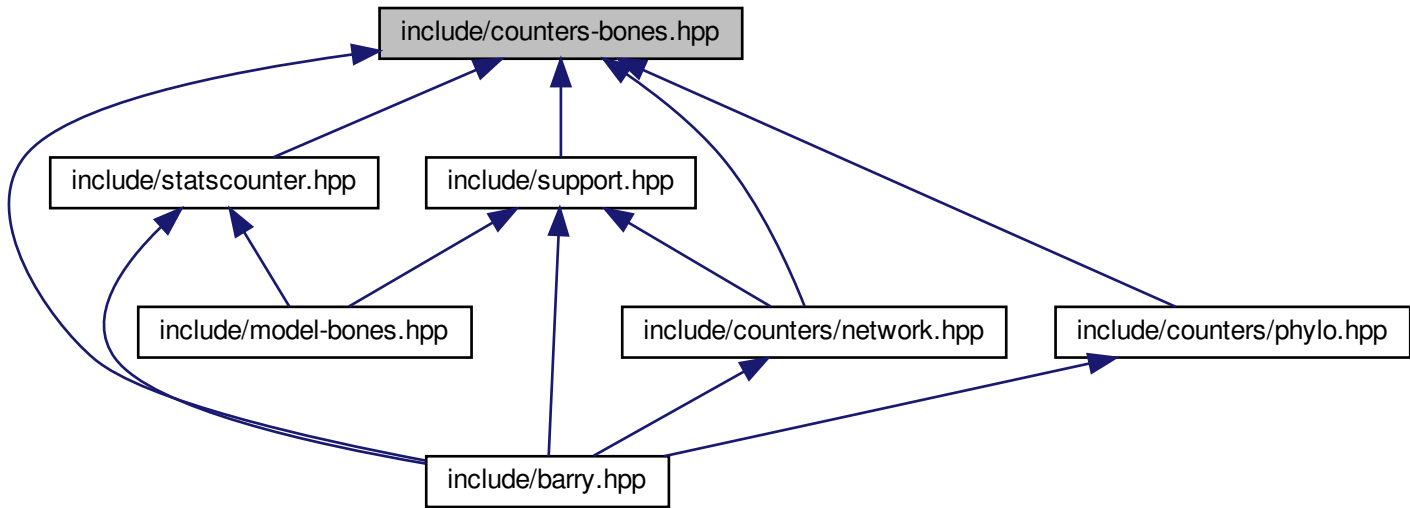 include/counters-bones.hpp
include/statscounter.hpp
include/support.hpp
include/model-bones.hpp
include/counters/network.hpp
include/counters/phylo.hpp
include/barry.hpp